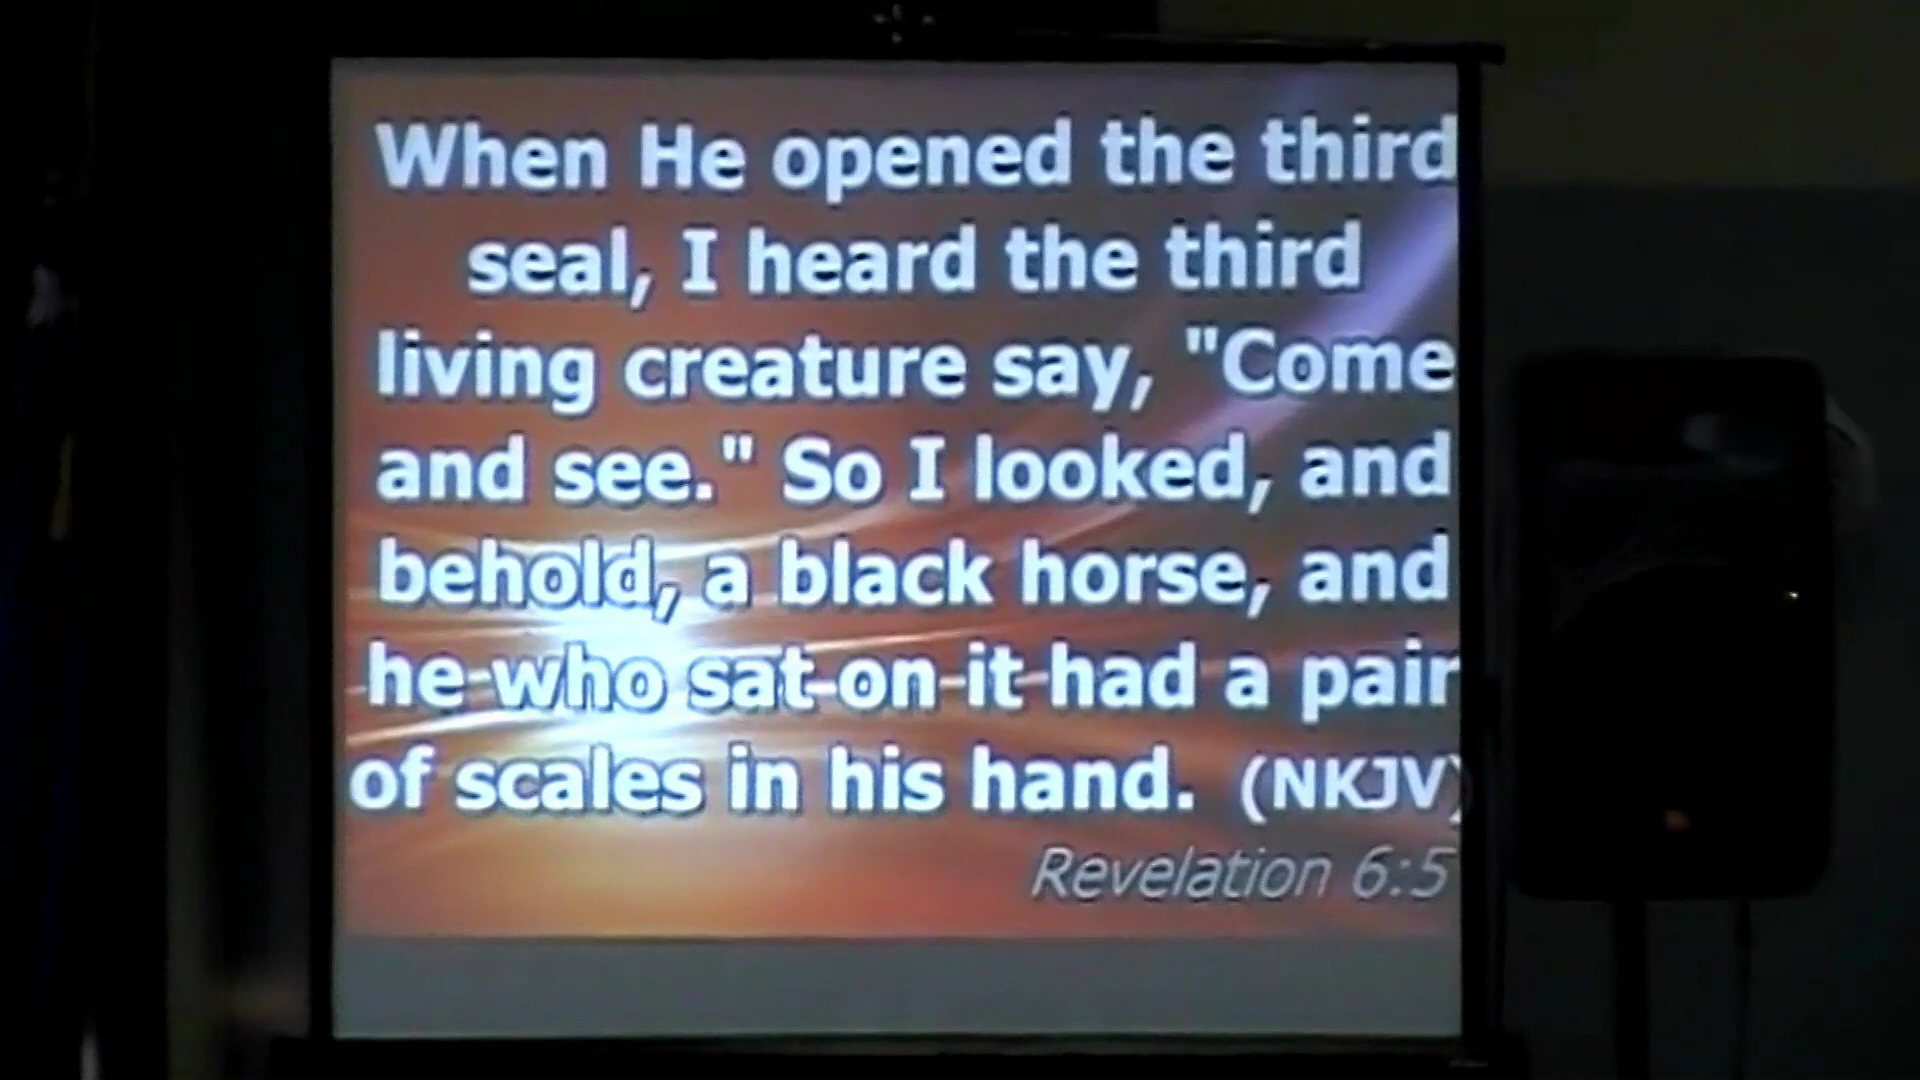 When He opened the third
seal, I heard the third
living creature say, "Come
and see." So I looked, and
behold, a black horse, and
he who sat on it had a pair
of scales in his hand. (NKJV)
Revelation 6:5